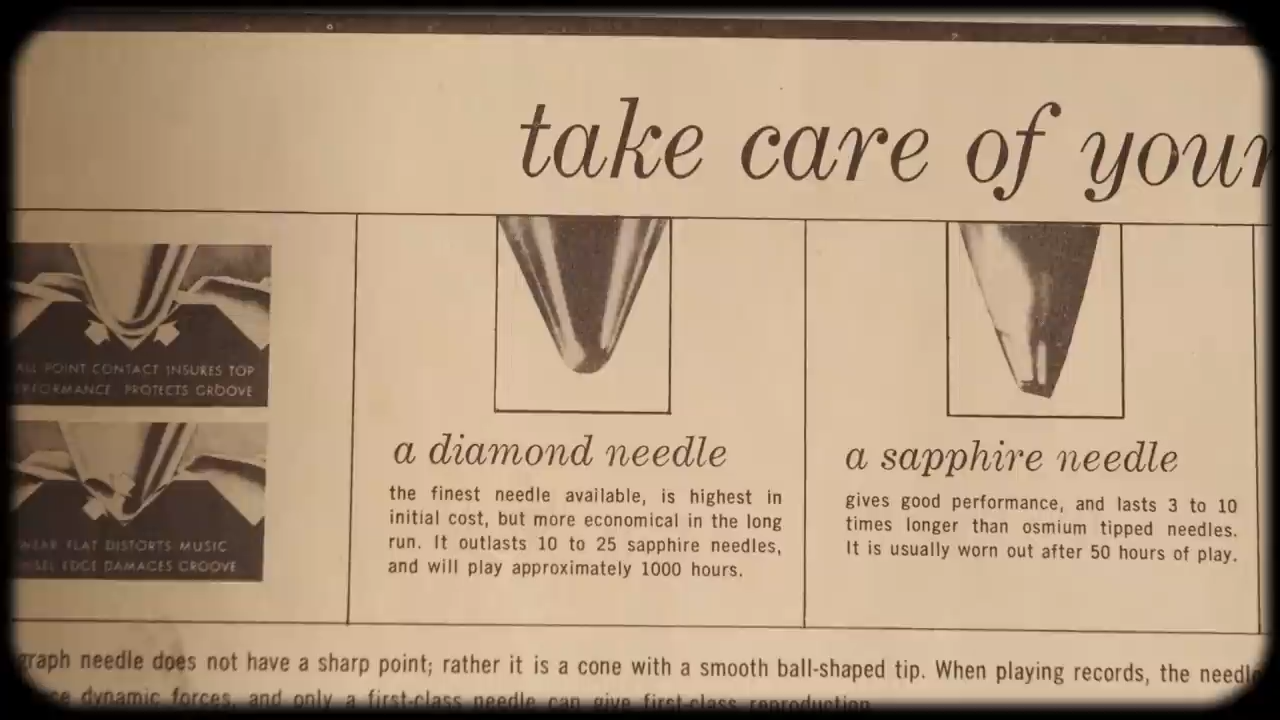 take care of your
POINT CONTACT INSURES TOP
PROTECTS GROOVE
FLAT DISTORTS MUSIC
EDGE DAMAGES GROOVE
a diamond needle
the finest needle available, is highest in
initial cost, but more economical in the long
run. It outlasts 10 to 25 sapphire needles,
and will play approximately 1000 hours.
a sapphire needle
gives good performance, and lasts 3 to 10
times longer than osmium tipped needles.
It is usually worn out after 50 hours of play.
graph needle does not have a sharp point; rather it is a cone with a smooth ball-shaped tip. When playing records, the needle
dynamic forces, and only a first-class needle can give first-class reproduction